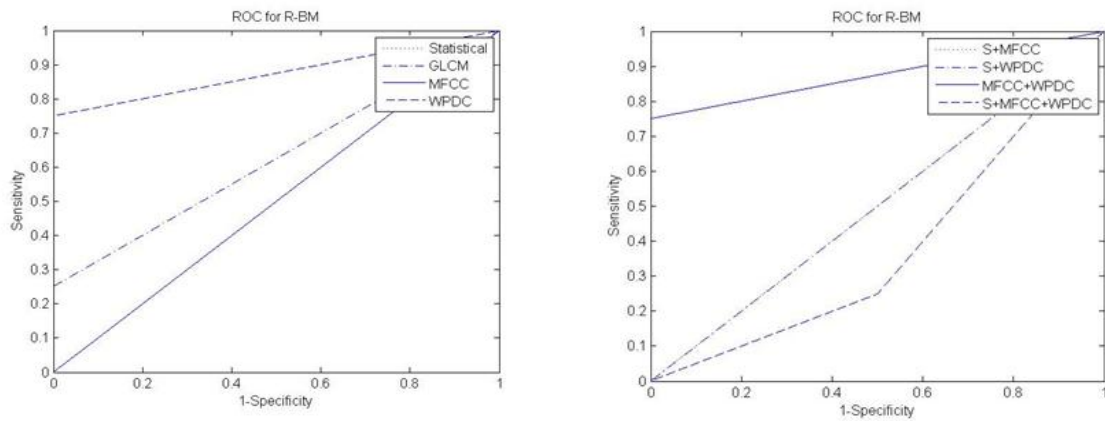 ROC for R-BM
1
0.9
0.8
0.7
0.6
0.5
0.4
0.3
0.2
0.1
0
Sensitivity
Statistical
GLCM
MFCC
WPDC
0
0.2
0.4
0.6
0.8
1
1-Specificity
ROC for R-BM
1
0.9
0.8
0.7
0.6
0.5
0.4
0.3
0.2
0.1
0
Sensitivity
S+MFCC
S+WPDC
MFCC+WPDC
S+MFCC+WPDC
0
0.2
0.4
0.6
0.8
1
1-Specificity